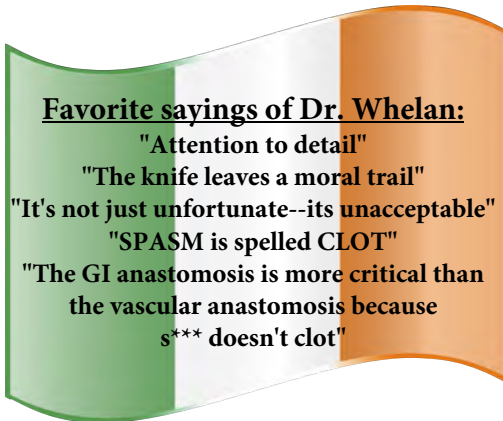 Favorite sayings of Dr. Whelan:
"Attention to detail"
"The knife leaves a moral trail"
"It's not just unfortunate--its unacceptable"
"SPASM is spelled CLOT"
"The GI anastomosis is more critical than
the vascular anastomosis because
s*** doesn't clot"